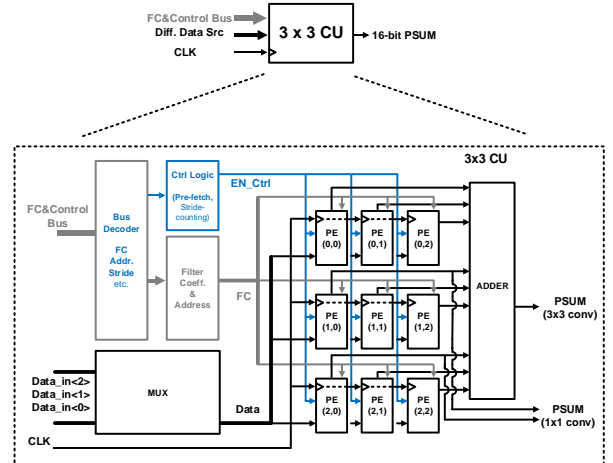 FC&Control Bus
Diff. Data Src
CLK
3 x 3 CU
16-bit PSUM
3x3 CU
FC&Control
Bus
Bus
Decoder
FC
Addr.
Stride
etc.
Ctrl Logic
(Pre-fetch,
Stride-
counting)
EN_Ctrl
Filter
Coeff.
&
Address
FC
PE
(0,0)
PE
(0,1)
PE
(0,2)
PE
(1,0)
PE
(1,1)
PE
(1,2)
PE
(2,0)
PE
(2,1)
PE
(2,2)
ADDER
PSUM
(3x3 conv)
PSUM
(1x1 conv)
Data_in<2>
Data_in<1>
Data_in<0>
MUX
Data
CLK